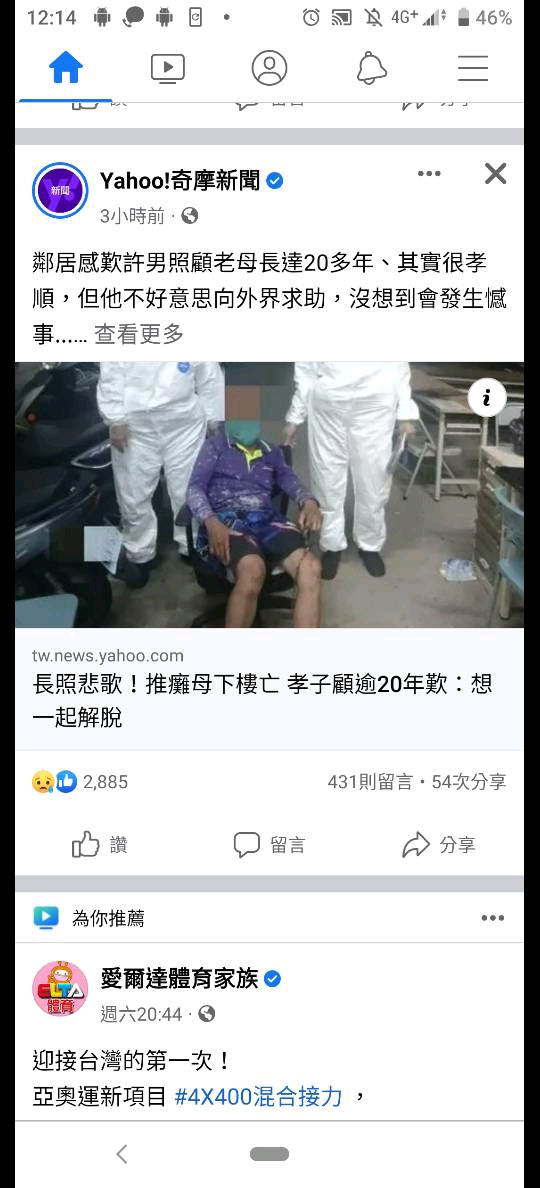 12:14
4G+
46%
Yahoo!奇摩新聞
3小時前
鄰居感歎許男照顧老母長達20多年、其實很孝
順，但他不好意思向外界求助，沒想到會發生憾
事...... 查看更多
tw.news.yahoo.com
長照悲歌！推癱母下樓亡 孝子顧逾20年歎：想
一起解脫
2,885
431則留言・54次分享
讚
留言
分享
為你推薦
愛爾達體育家族
週六20:44
迎接台灣的第一次！
亞奧運新項目 #4X400混合接力 ，